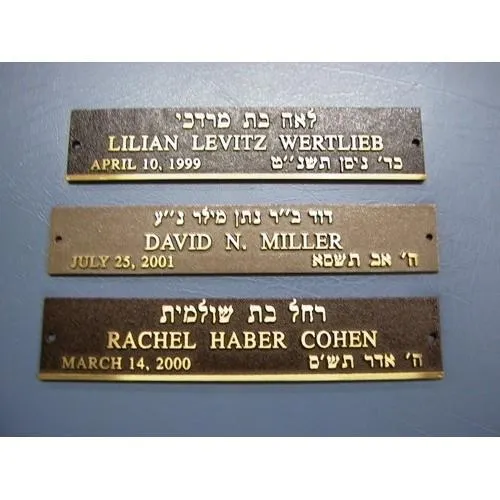 לאה בת מרדכי
LILIAN LEVITZ WERTLIEB
APRIL 10, 1999 כד' ניסן תשנ''ט
דוד ב''ר נתן מילר נ''ע
DAVID N. MILLER
JULY 25, 2001 ה' אב תשסא
רחל בת שולמית
RACHEL HABER COHEN
MARCH 14, 2000 ה' אדר תש'ס